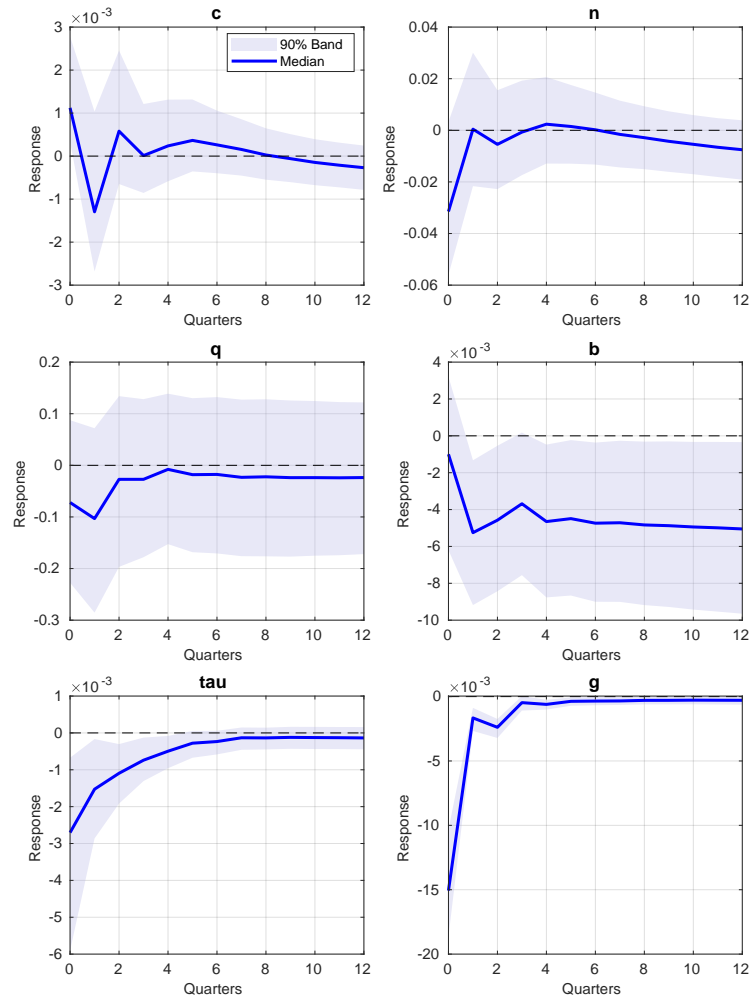 c
×10⁻³
3
2
1
0
-1
-2
-3
Response
90% Band
Median
0 2 4 6 8 10 12
Quarters
n
0.04
0.02
0
-0.02
-0.04
-0.06
Response
0 2 4 6 8 10 12
Quarters
q
0.2
0.1
0
-0.1
-0.2
-0.3
Response
0 2 4 6 8 10 12
Quarters
b
×10⁻³
4
2
0
-2
-4
-6
-8
-10
Response
0 2 4 6 8 10 12
Quarters
tau
×10⁻³
1
0
-1
-2
-3
-4
-5
-6
Response
0 2 4 6 8 10 12
Quarters
g
×10⁻³
0
-5
-10
-15
-20
Response
0 2 4 6 8 10 12
Quarters